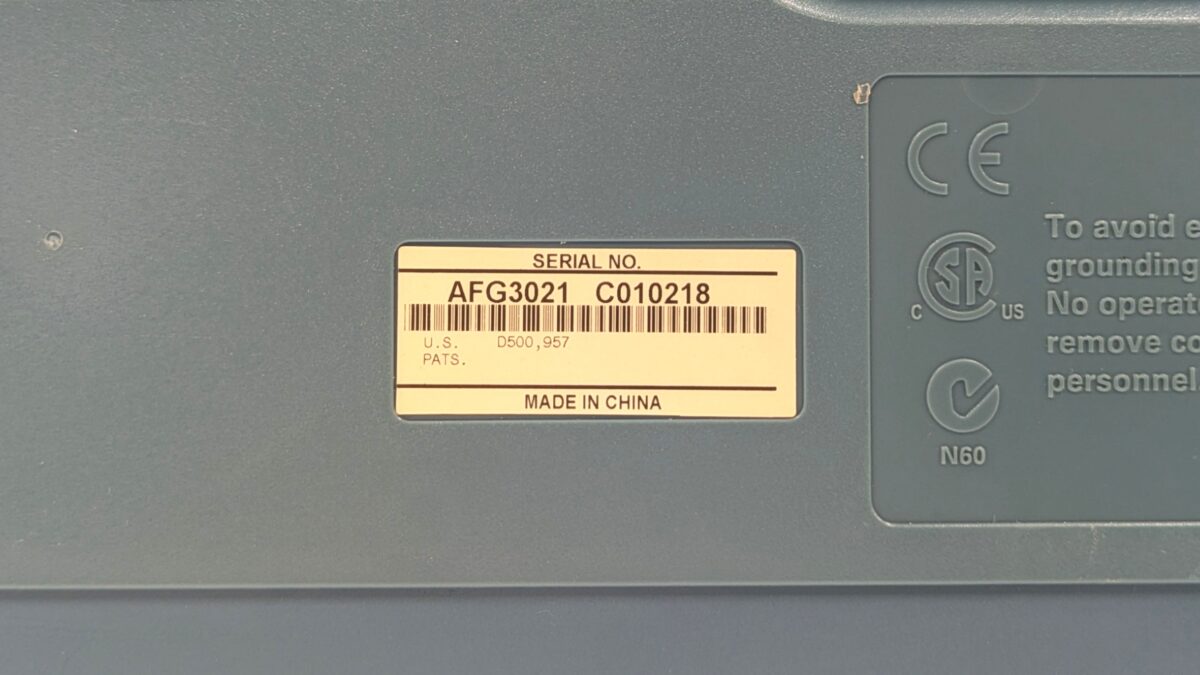 SERIAL NO.
AFG3021 C010218
U.S. D500,957
PATS.
MADE IN CHINA
CE
SA
C US
N60
To avoid
grounding
No operat
remove co
personnel